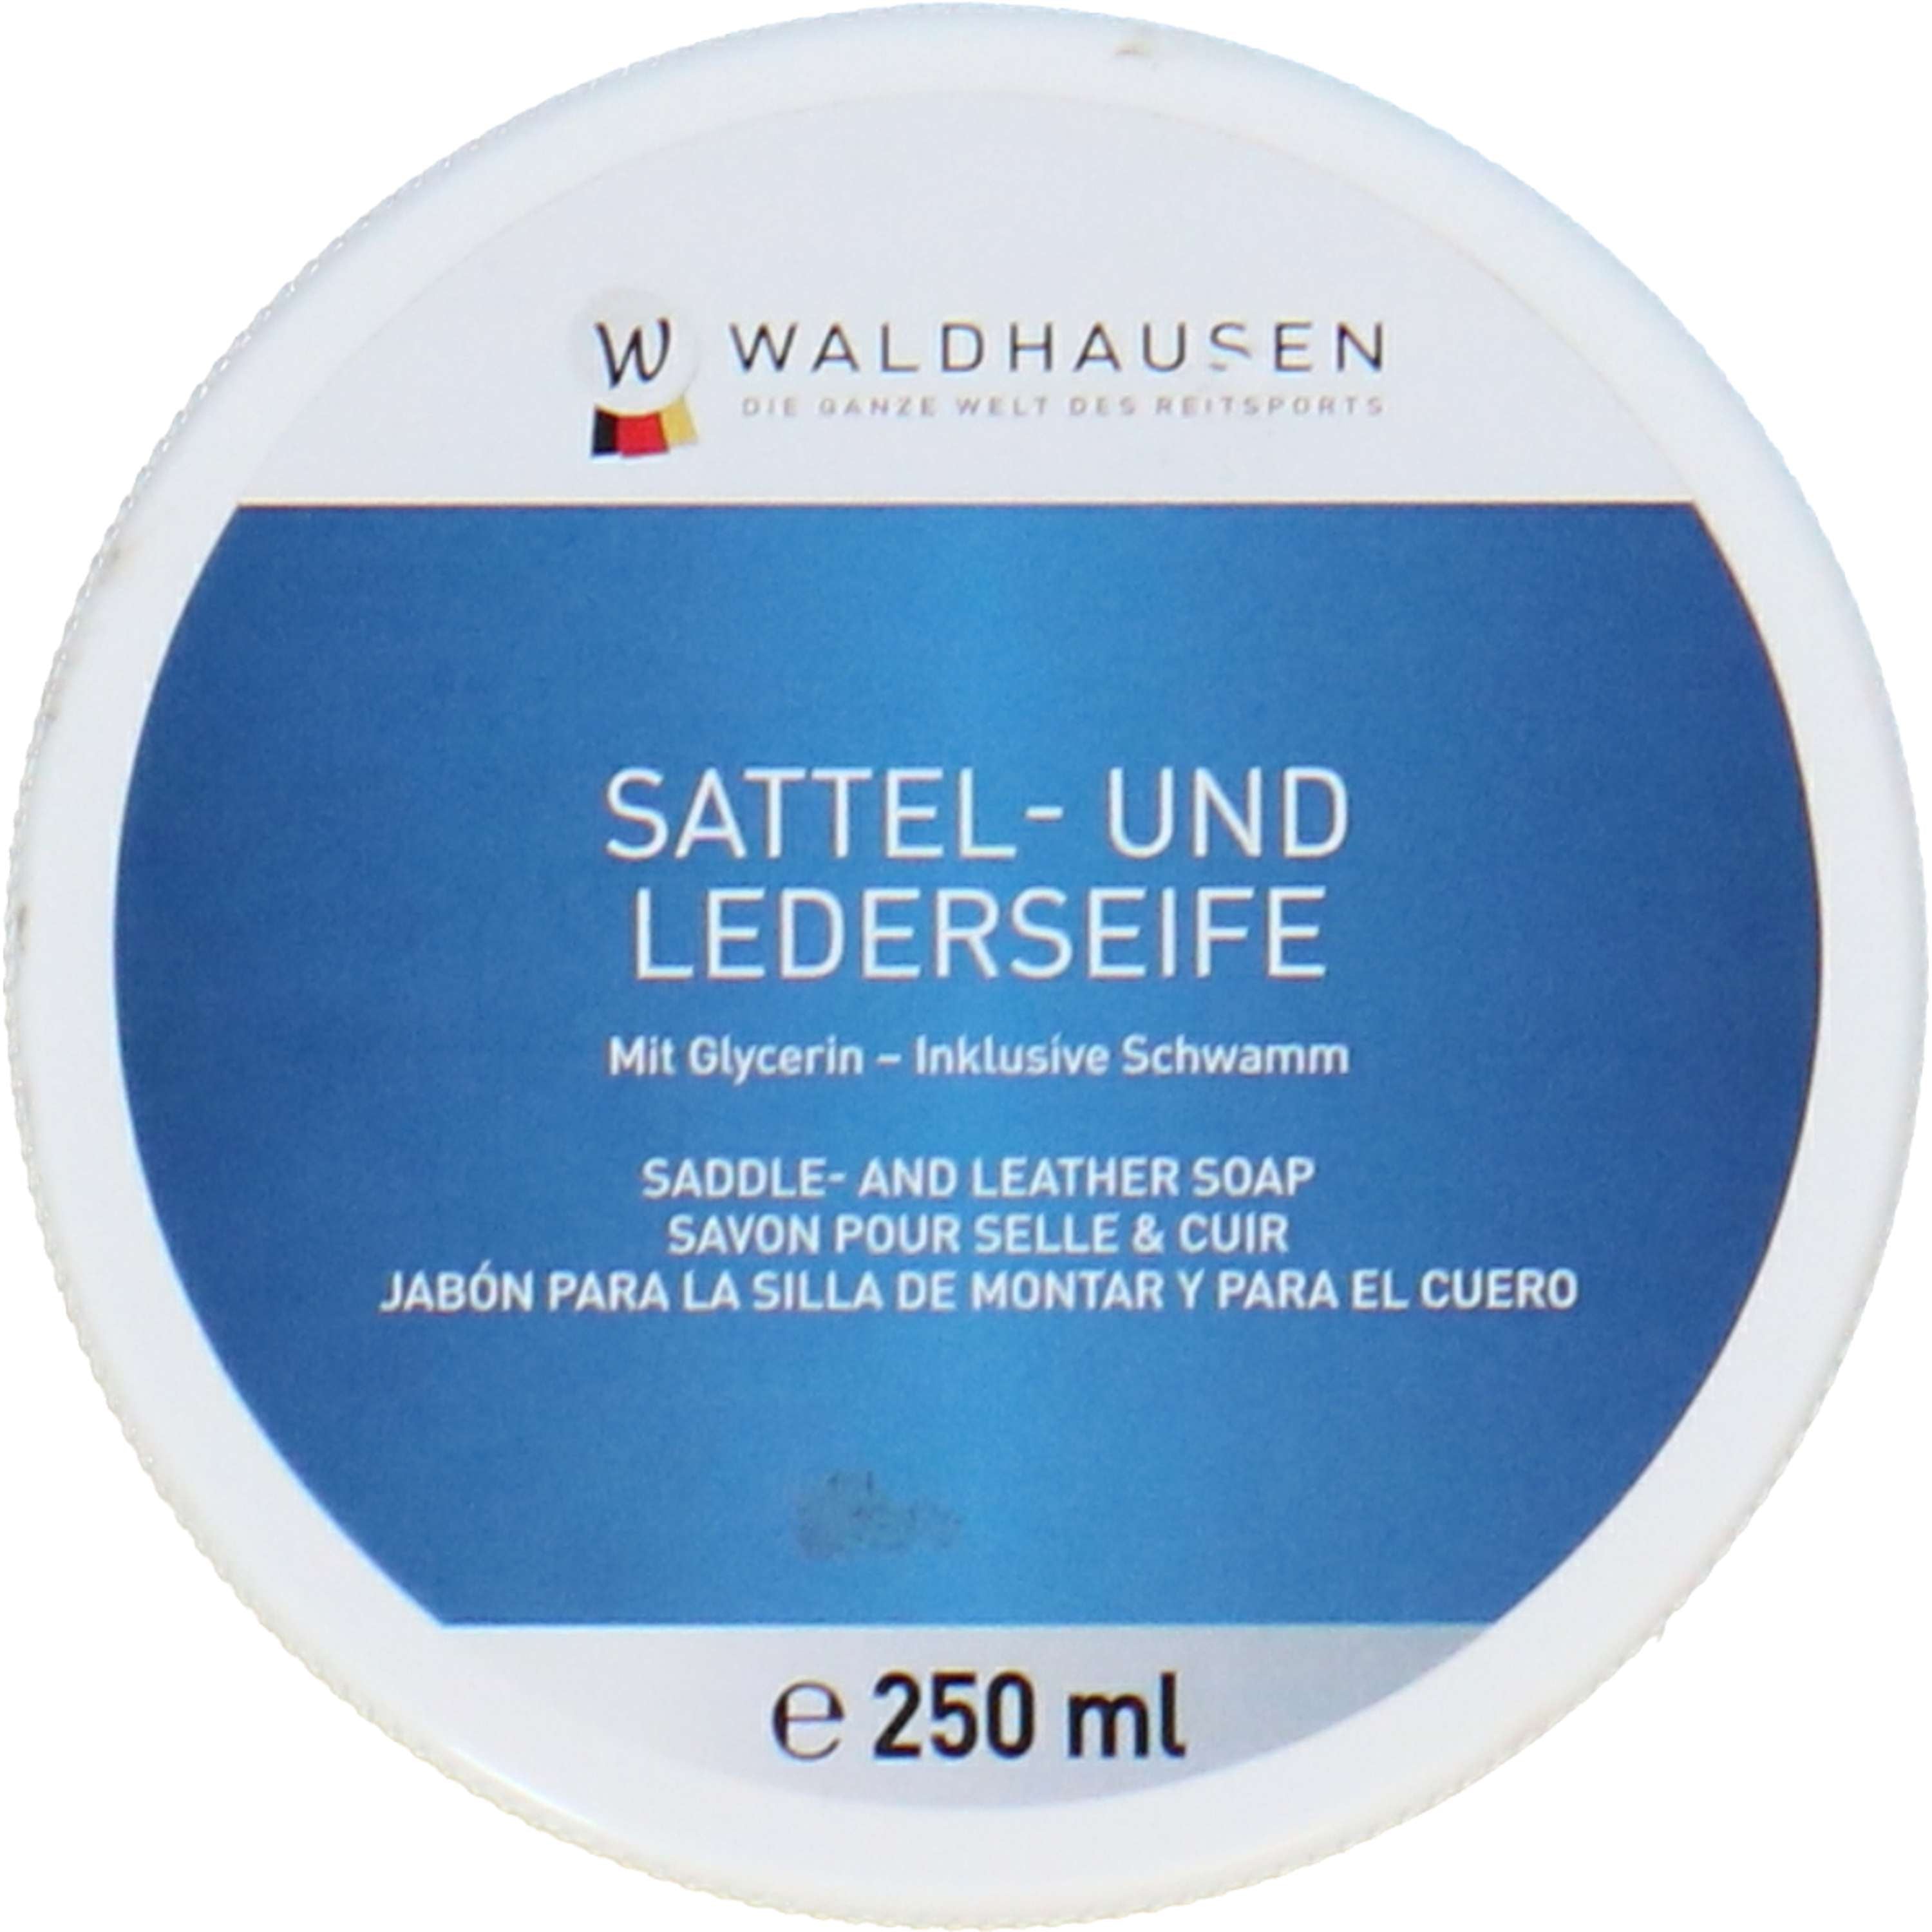 W WALDHAUSEN
DIE GANZE WELT DES REITSPORTS
SATTEL- UND
LEDERSEIFE
Mit Glycerin – Inklusive Schwamm
SADDLE- AND LEATHER SOAP
SAVON POUR SELLE & CUIR
JABÓN PARA LA SILLA DE MONTAR Y PARA EL CUERO
℮ 250 ml